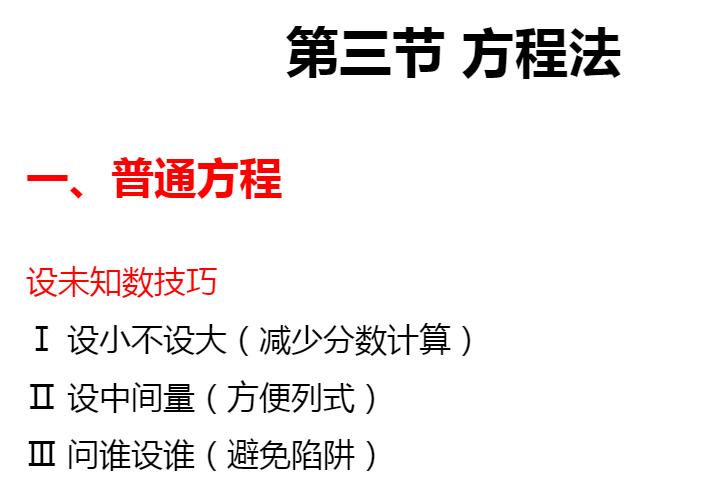 第三节 方程法
一、普通方程
设未知数技巧
Ⅰ 设小不设大（减少分数计算）
Ⅱ 设中间量（方便列式）
Ⅲ 问谁设谁（避免陷阱）